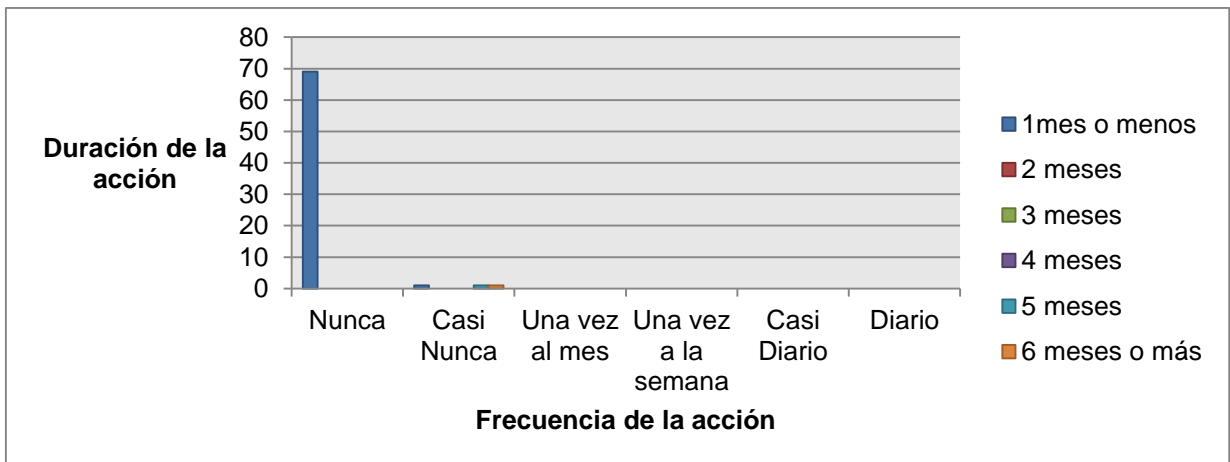 80
70
60
50
40
30
20
10
0
Duración de la
acción
Nunca
Casi
Nunca
Una vez
al mes
Una vez
a la
semana
Casi
Diario
Diario
Frecuencia de la acción
1mes o menos
2 meses
3 meses
4 meses
5 meses
6 meses o más